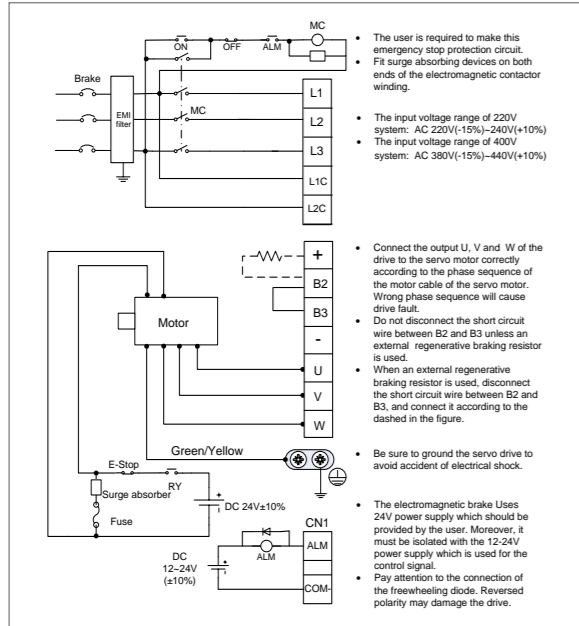 MC
ON
OFF
ALM
• The user is required to make this
emergency stop protection circuit.
• Fit surge absorbing devices on both
ends of the electromagnetic contactor
winding.
Brake
EMI
filter
MC
L1
L2
L3
L1C
L2C
• The input voltage range of 220V
system: AC 220V(-15%)~240V(+10%)
• The input voltage range of 400V
system: AC 380V(-15%)~440V(+10%)
+
B2
B3
-
U
V
W
Motor
• Connect the output U, V and W of the
drive to the servo motor correctly
according to the phase sequence of
the motor cable of the servo motor.
Wrong phase sequence will cause
drive fault.
• Do not disconnect the short circuit
wire between B2 and B3 unless an
external regenerative braking resistor
is used.
• When an external regenerative
braking resistor is used, disconnect
the short circuit wire between B2 and
B3, and connect it according to the
dashed in the figure.
Green/Yellow
• Be sure to ground the servo drive to
avoid accident of electrical shock.
E-Stop
RY
Surge absorber
Fuse
DC 24V±10%
+
DC
12~24V
(±10%)
+
ALM
CN1
ALM
COM-
• The electromagnetic brake Uses
24V power supply which should be
provided by the user. Moreover, it
must be isolated with the 12-24V
power supply which is used for the
control signal.
• Pay attention to the connection of
the freewheeling diode. Reversed
polarity may damage the drive.